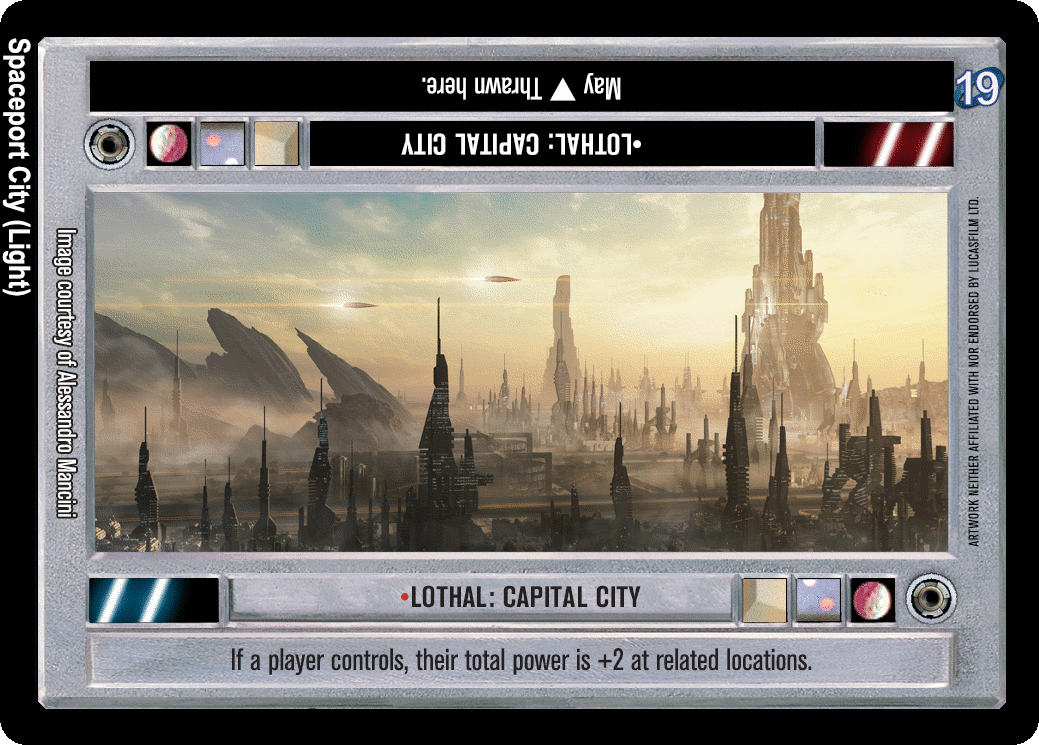 May ▲ Thrawn here.
19
•LOTHAL: CAPITAL CITY
Spaceport City (Light)
Image courtesy of Alessandro Mancini
ARTWORK NEITHER AFFILIATED WITH NOR ENDORSED BY LUCASFILM LTD.
•LOTHAL: CAPITAL CITY
If a player controls, their total power is +2 at related locations.